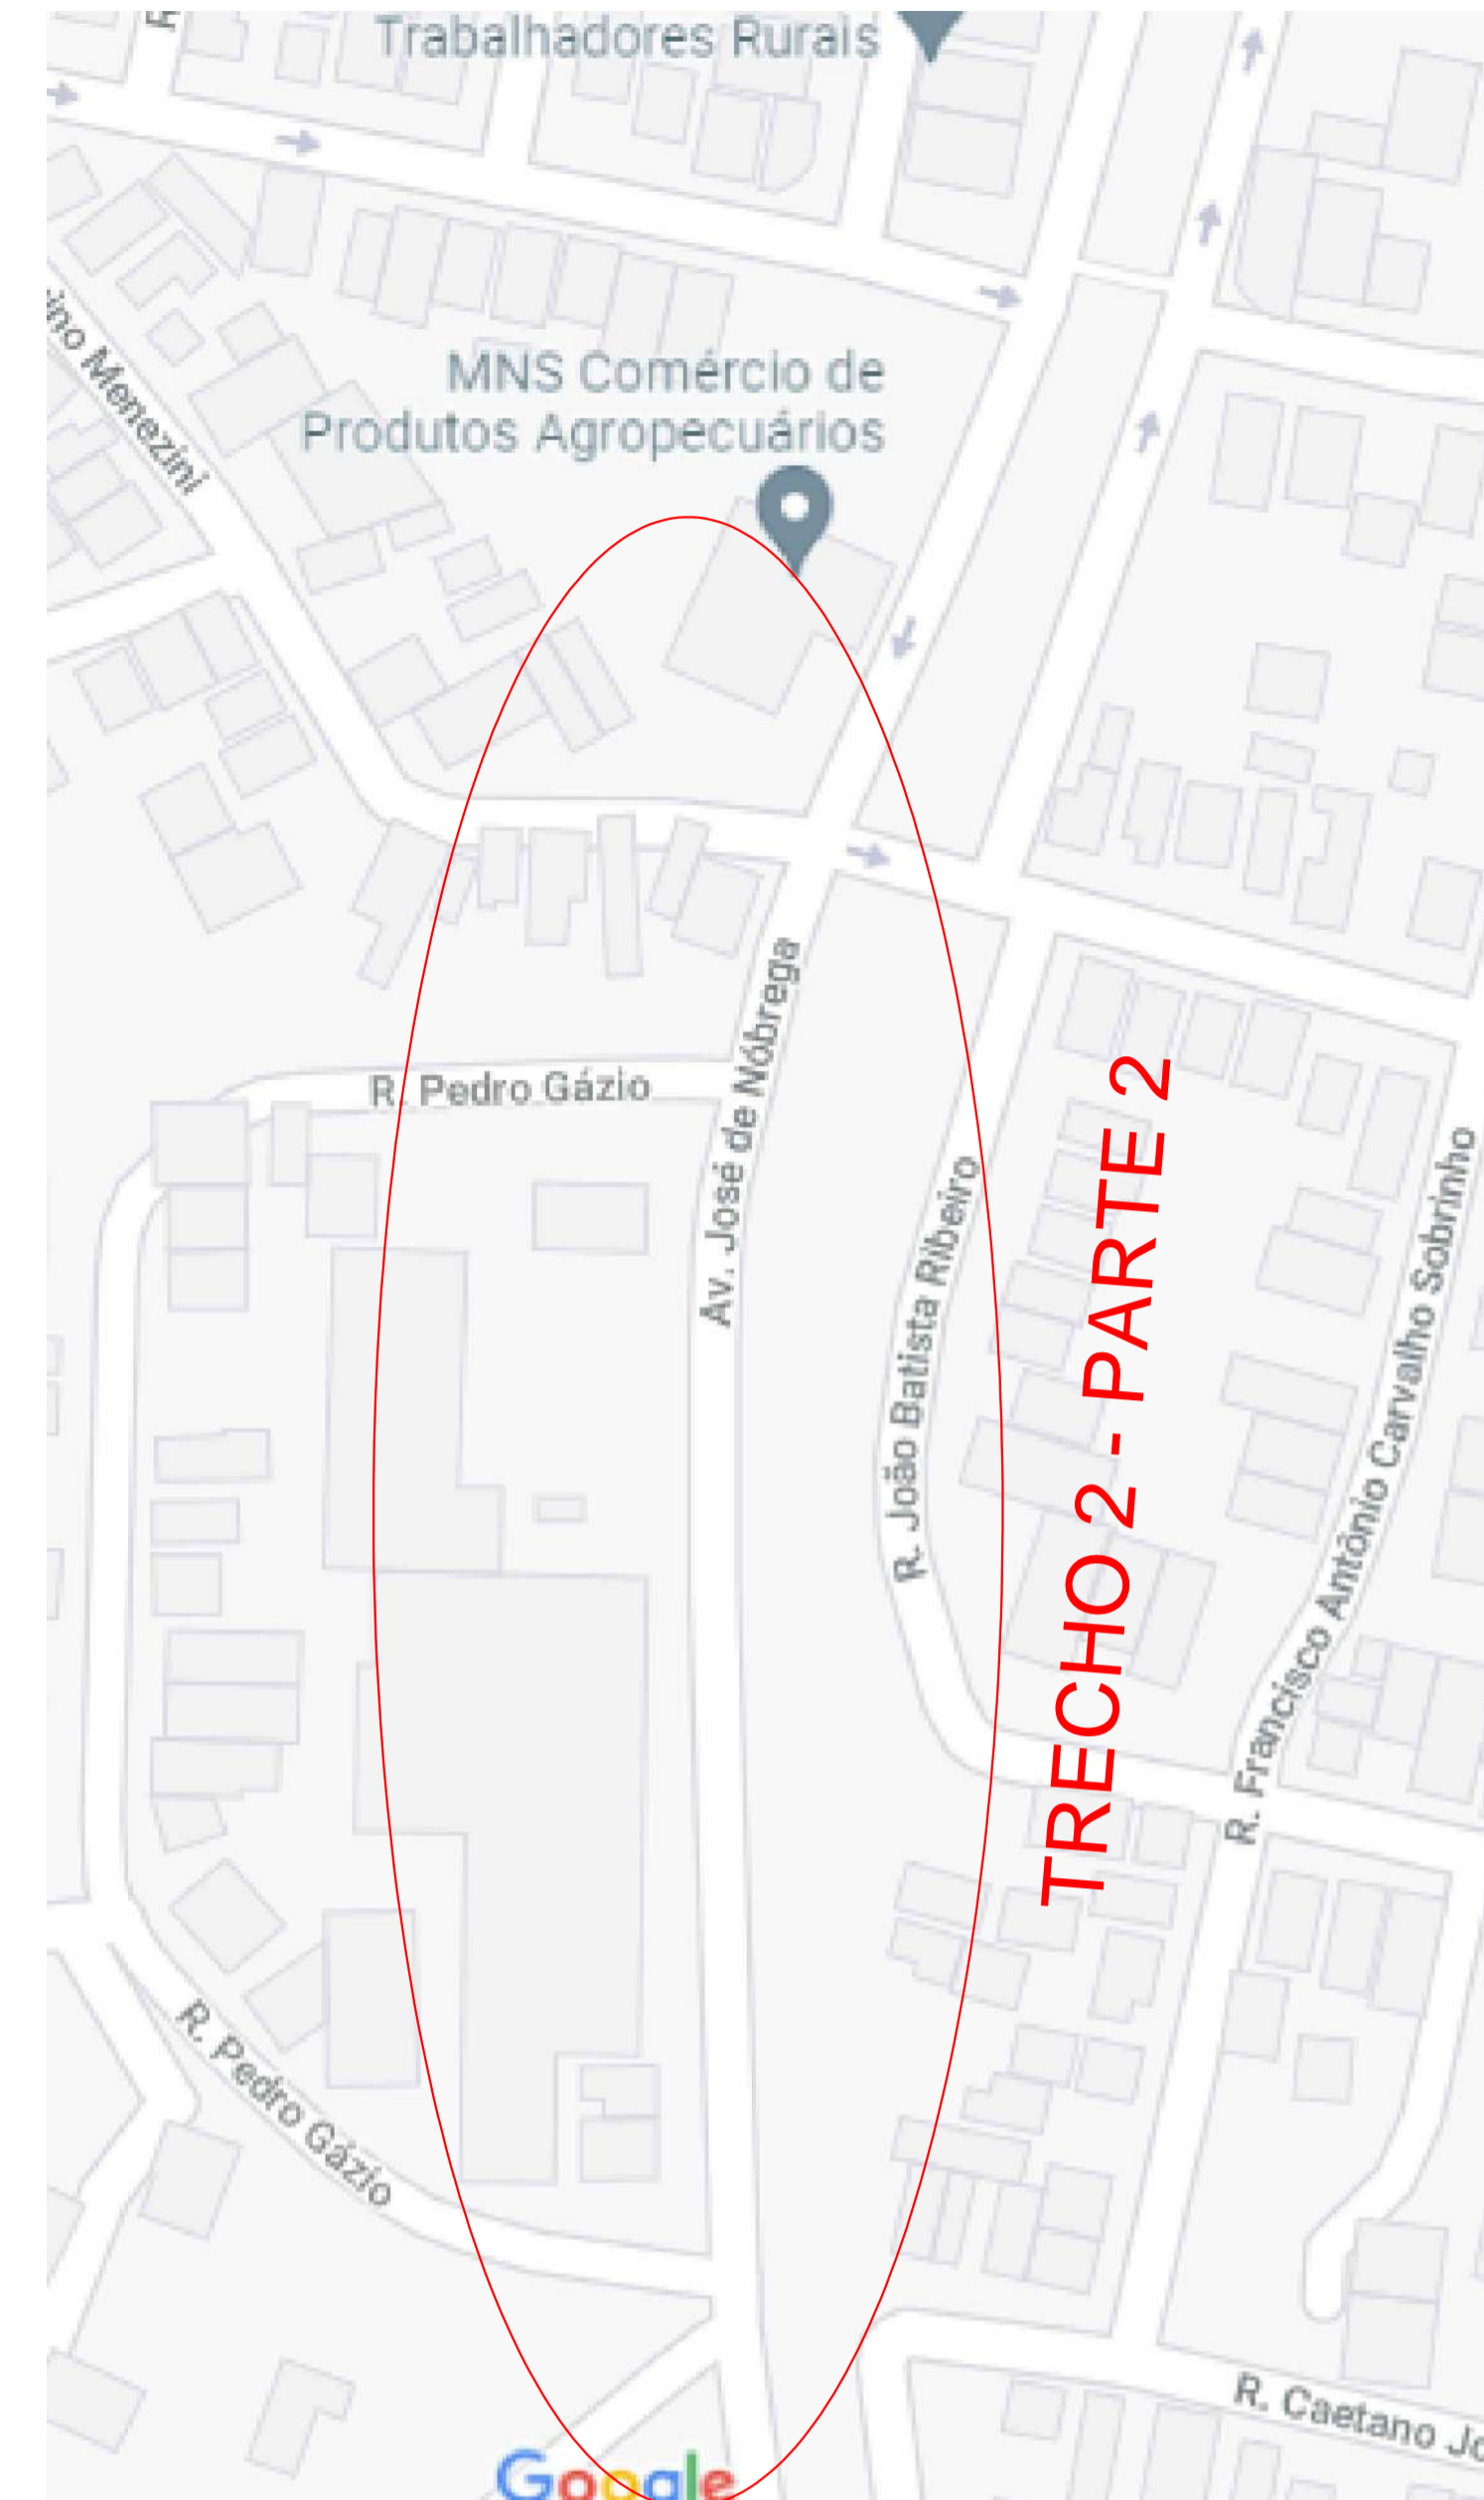 Trabalhadores Rurais
MNS Comércio de
Produtos Agropecuários
ino Menezini
Av. José de Nóbrega
R. Pedro Gázio
R. João Batista Ribeiro
TRECHO 2 - PARTE 2
R. Francisco Antônio Carvalho Sobrinho
R. Pedro Gázio
R. Caetano Jo
Google